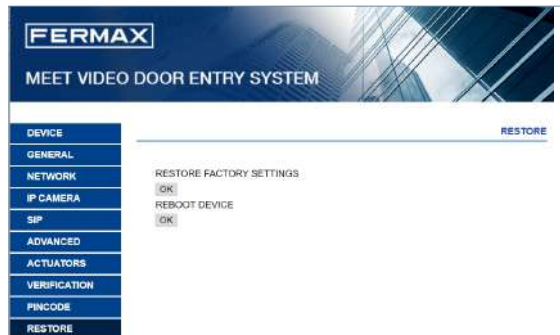 FERMAX
MEET VIDEO DOOR ENTRY SYSTEM
DEVICE
GENERAL
NETWORK
IP CAMERA
SIP
ADVANCED
ACTUATORS
VERIFICATION
PINCODE
RESTORE
RESTORE
RESTORE FACTORY SETTINGS
OK
REBOOT DEVICE
OK